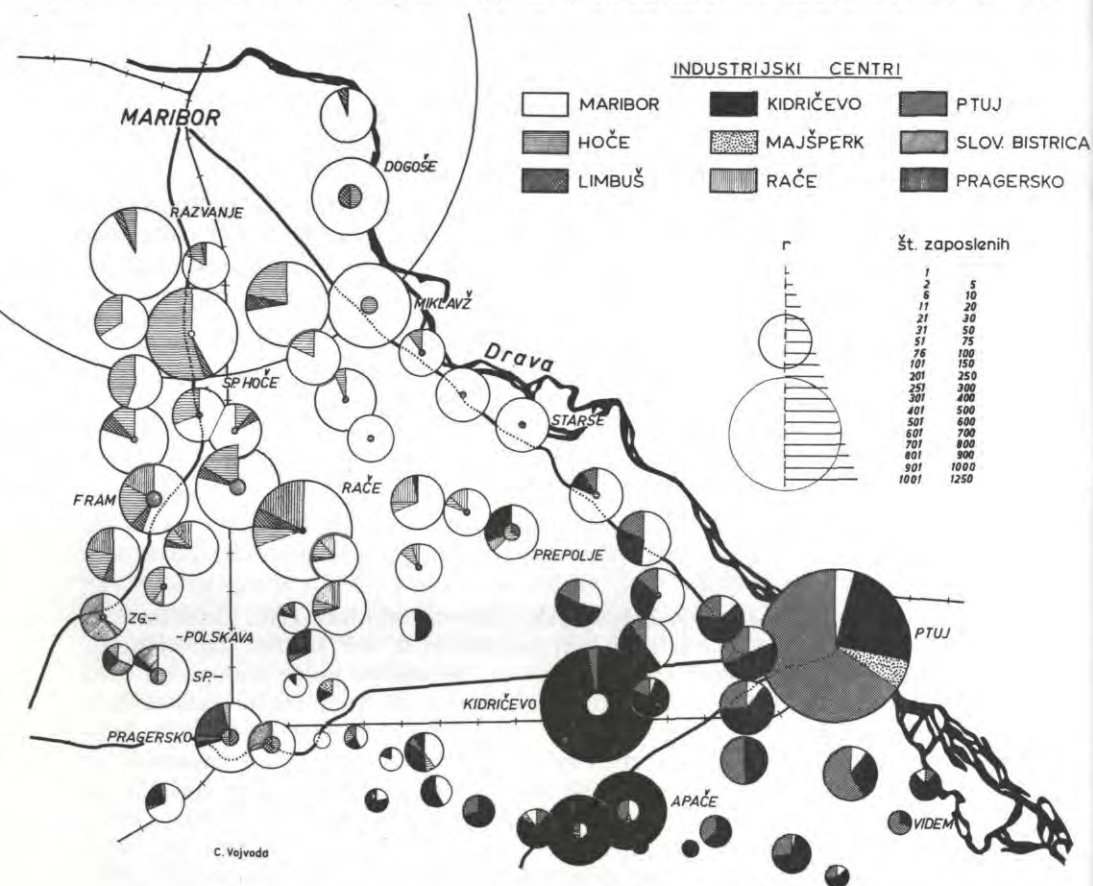 INDUSTRIJSKI CENTRI
MARIBOR
KIDRIČEVO
PTUJ
HOČE
MAJŠPERK
SLOV. BISTRICA
LIMBUŠ
RAČE
PRAGERSKO
r
št. zaposlenih
1
2 5
6 10
11 20
21 30
31 50
51 75
76 100
101 150
201 250
251 300
301 400
401 500
501 600
601 700
701 800
801 900
901 1000
1001 1250
MARIBOR
DOGOŠE
RAZVANJE
MIKLAVŽ
Drava
SP.HOČE
STARŠE
FRAM
RAČE
PREPOLJE
ZG.-
-POLSKAVA
SP.-
PTUJ
KIDRIČEVO
PRAGERSKO
APAČE
VIDEM
C. Vojvoda